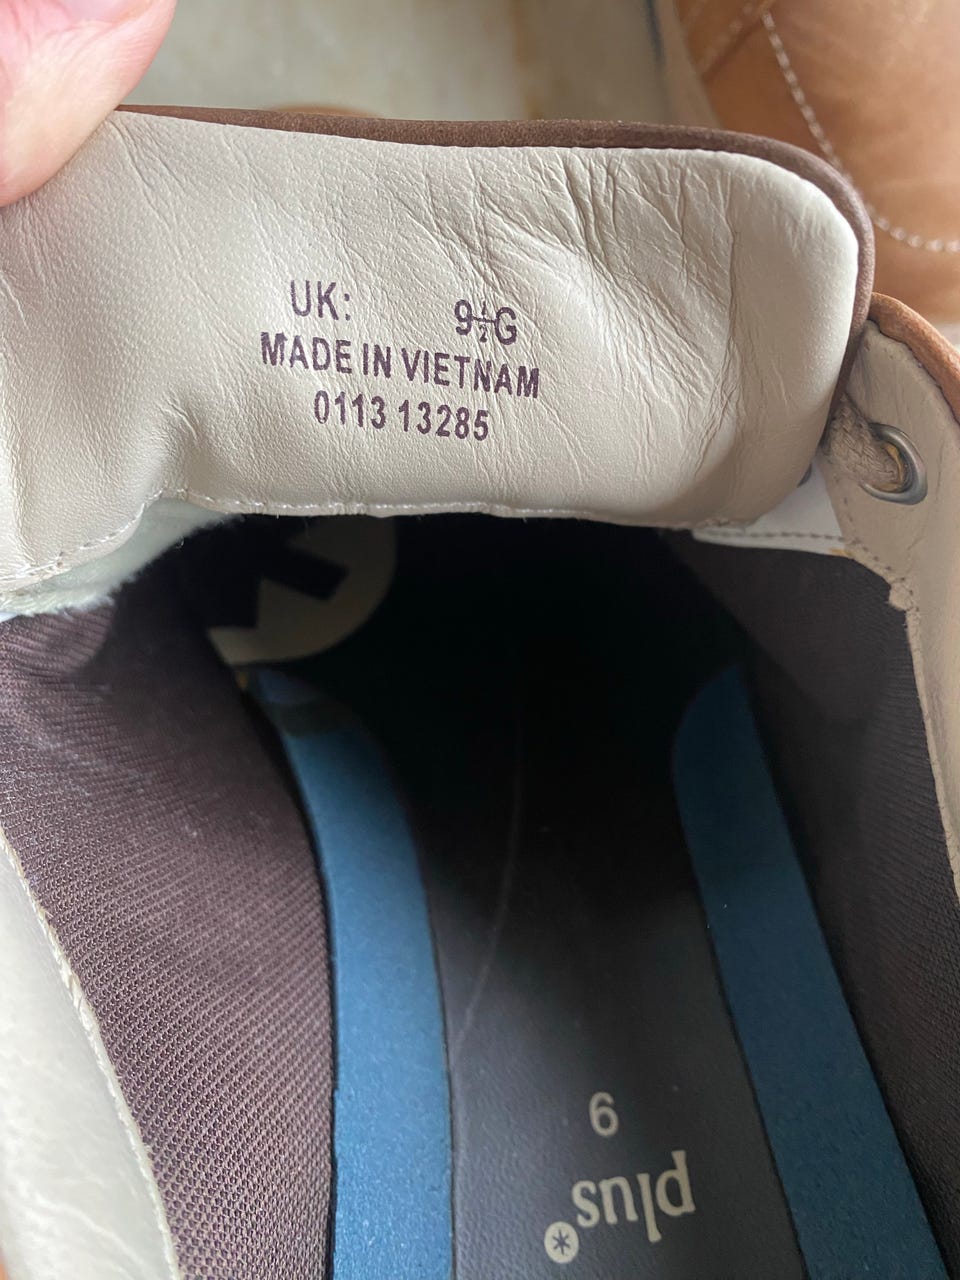 UK: 9½G
MADE IN VIETNAM
0113 13285
plus
9